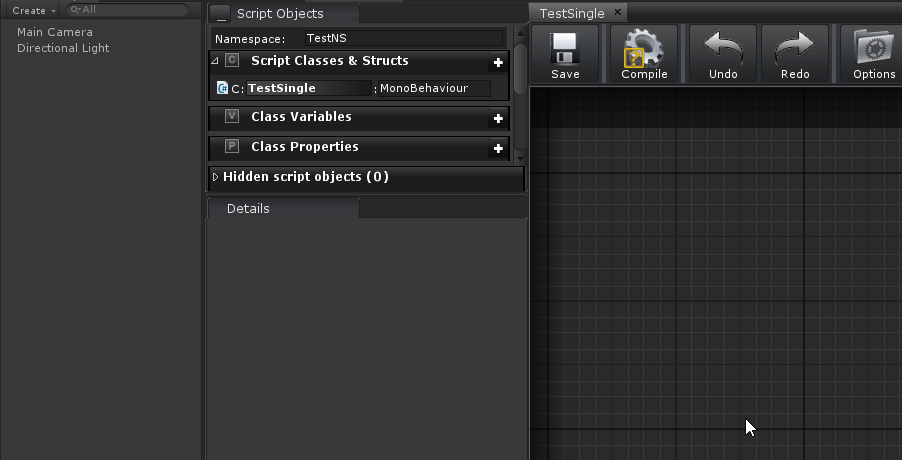 Create
All
Main Camera
Directional Light
Script Objects
Namespace: TestNS
C Script Classes & Structs +
C: TestSingle : MonoBehaviour
V Class Variables +
P Class Properties +
Hidden script objects (0)
Details
TestSingle ×
Save
Compile
Undo
Redo
Options